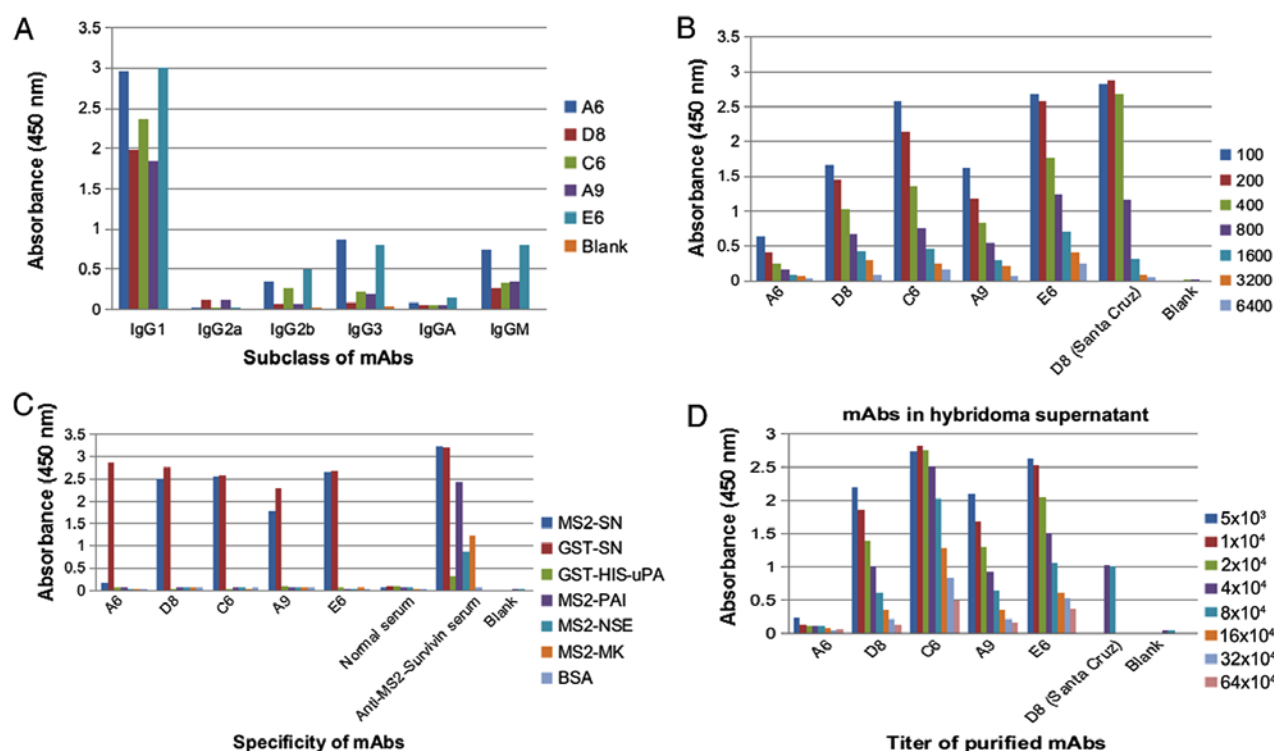 A
Absorbance (450 nm)
3.5
3
2.5
2
1.5
1
0.5
0
IgG1
IgG2a
IgG2b
IgG3
IgGA
IgGM
Subclass of mAbs
A6
D8
C6
A9
E6
Blank
B
Absorbance (450 nm)
3.5
3
2.5
2
1.5
1
0.5
0
A6
D8
C6
A9
E6
D8 (Santa Cruz)
Blank
100
200
400
800
1600
3200
6400
mAbs in hybridoma supernatant
C
Absorbance (450 nm)
3.5
3
2.5
2
1.5
1
0.5
0
A6
D8
C6
A9
E6
Normal serum
Anti-MS2-Survivin serum
Blank
Specificity of mAbs
MS2-SN
GST-SN
GST-HIS-uPA
MS2-PAI
MS2-NSE
MS2-MK
BSA
D
Absorbance (450 nm)
3
2.5
2
1.5
1
0.5
0
A6
D8
C6
A9
E6
D8 (Santa Cruz)
Blank
Titer of purified mAbs
5x10³
1x10⁴
2x10⁴
4x10⁴
8x10⁴
16x10⁴
32x10⁴
64x10⁴